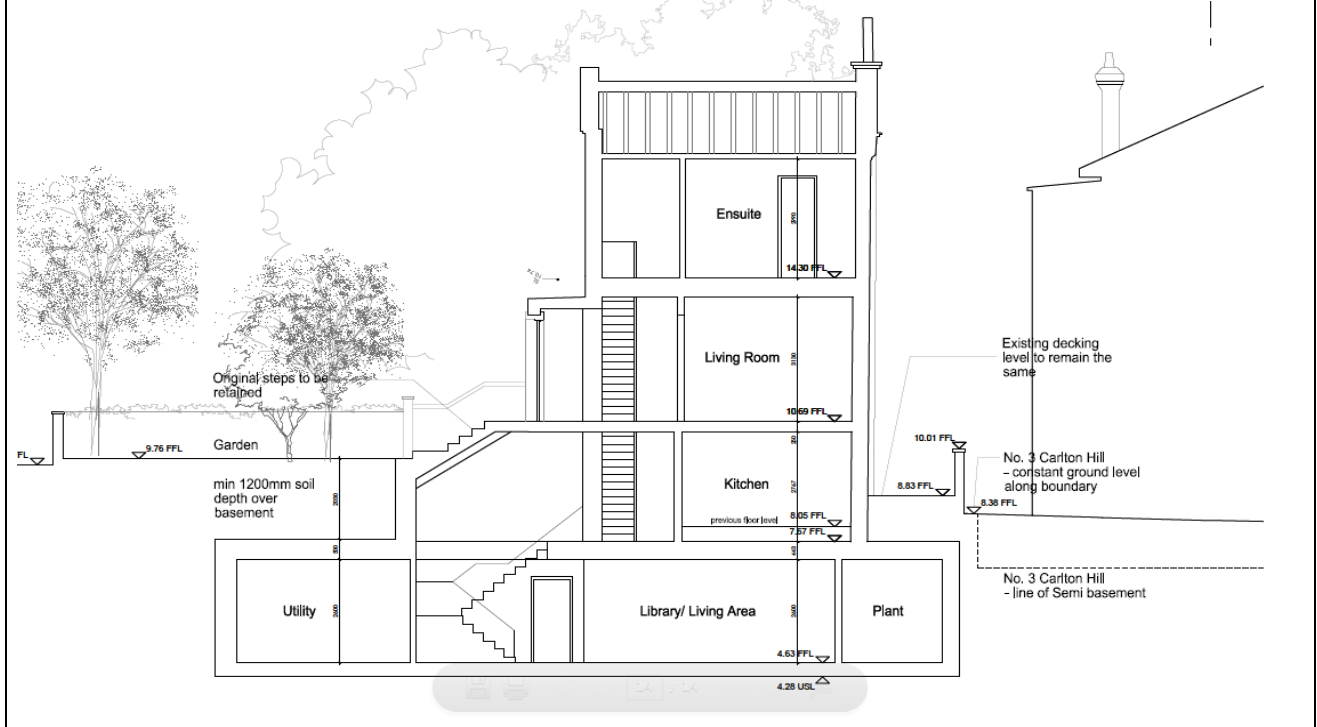 Ensuite
14.30 FFL
Existing decking
level to remain the
same
Living Room
3130
Original steps to be
retained
10.69 FFL
Garden
9.76 FFL
FL
10.01 FFL
No. 3 Carlton Hill
– constant ground level
along boundary
min 1200mm soil
depth over
basement
Kitchen
2767
8.83 FFL
8.38 FFL
previous floor level
8.05 FFL
7.57 FFL
No. 3 Carlton Hill
- line of Semi basement
Utility
2600
Library/ Living Area
2600
Plant
4.63 FFL
4.28 USL